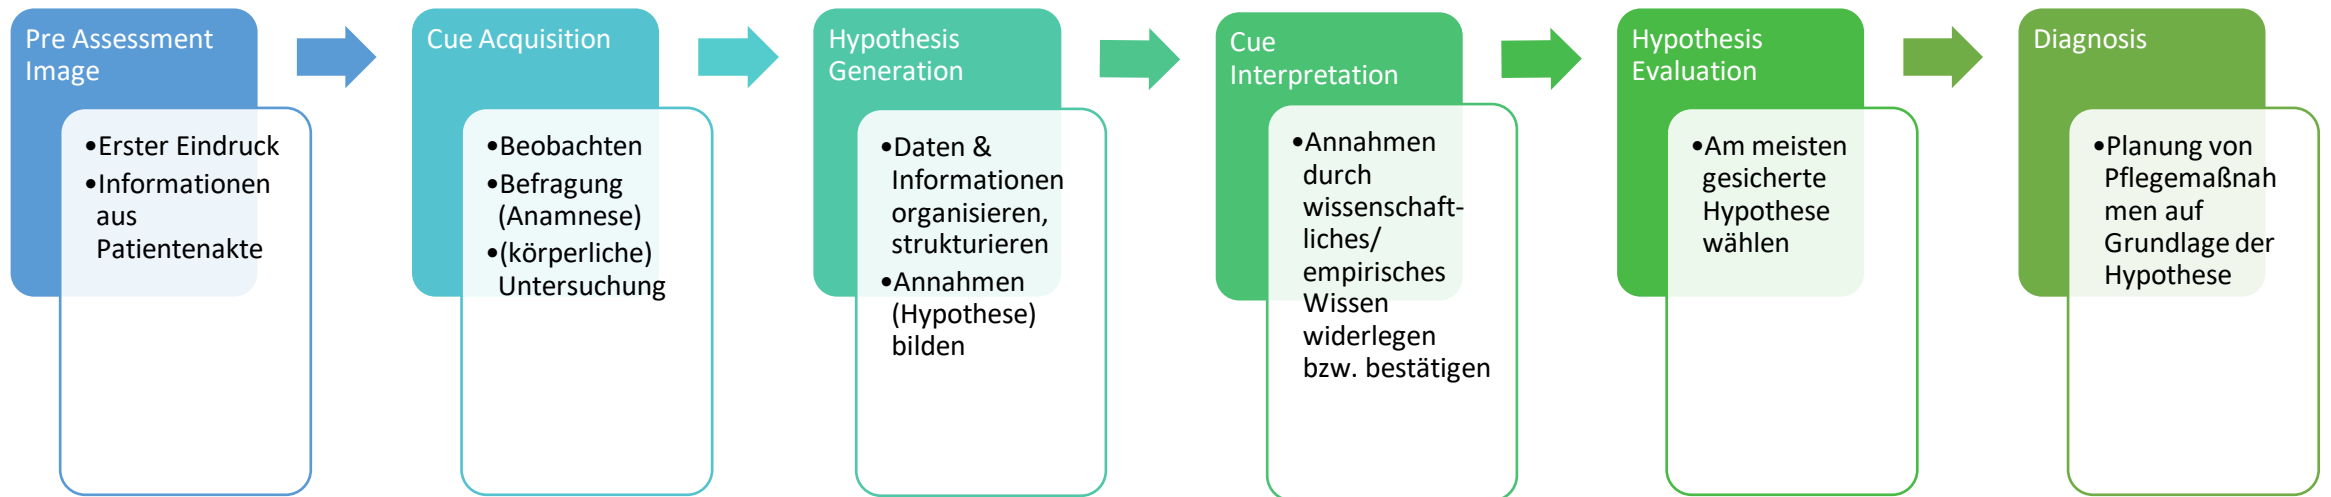 Pre Assessment
Image
•Erster Eindruck
•Informationen
aus
Patientenakte
Cue Acquisition
•Beobachten
•Befragung
(Anamnese)
•(körperliche)
Untersuchung
Hypothesis
Generation
•Daten &
Informationen
organisieren,
strukturieren
•Annahmen
(Hypothese)
bilden
Cue
Interpretation
•Annahmen
durch
wissenschaft-
liches/
empirisches
Wissen
widerlegen
bzw. bestätigen
Hypothesis
Evaluation
•Am meisten
gesicherte
Hypothese
wählen
Diagnosis
•Planung von
Pflegemaßnah
men auf
Grundlage der
Hypothese